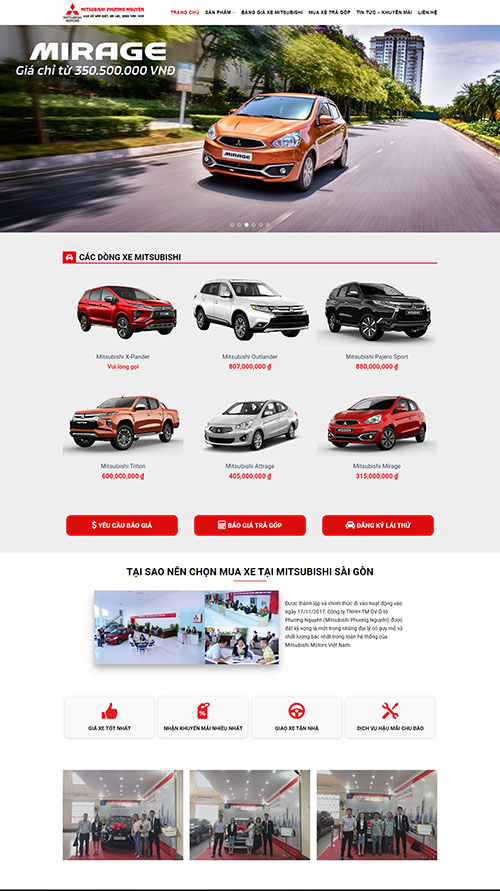 MITSUBISHI PHƯƠNG NGUYÊN
MITSUBISHI MOTORS
TRANG CHỦ SẢN PHẨM BẢNG GIÁ XE MITSUBISHI MUA XE TRẢ GÓP TIN TỨC – KHUYẾN MÃI LIÊN HỆ
MIRAGE
Giá chỉ từ 350.500.000 VNĐ
CÁC DÒNG XE MITSUBISHI
Mitsubishi X-Pander
Vui lòng gọi
Mitsubishi Outlander
807,000,000 ₫
Mitsubishi Pajero Sport
880,000,000 ₫
Mitsubishi Triton
600,000,000 ₫
Mitsubishi Attrage
405,000,000 ₫
Mitsubishi Mirage
315,000,000 ₫
$ YÊU CẦU BÁO GIÁ
BÁO GIÁ TRẢ GÓP
ĐĂNG KÝ LÁI THỬ
TẠI SAO NÊN CHỌN MUA XE TẠI MITSUBISHI SÀI GÒN
Được thành lập và chính thức đi vào hoạt động vào
ngày 17/11/2017, Công ty TNHH TM DV Ô tô
Phương Nguyên (Mitsubishi Phương Nguyên) được
đặt kỳ vọng là một trong những đại lý có quy mô và
chất lượng bậc nhất trong toàn hệ thống của
Mitsubishi Motors Việt Nam.
GIÁ XE TỐT NHẤT
NHẬN KHUYẾN MÃI NHIỀU NHẤT
GIAO XE TẬN NHÀ
DỊCH VỤ HẬU MÃI CHU ĐÁO